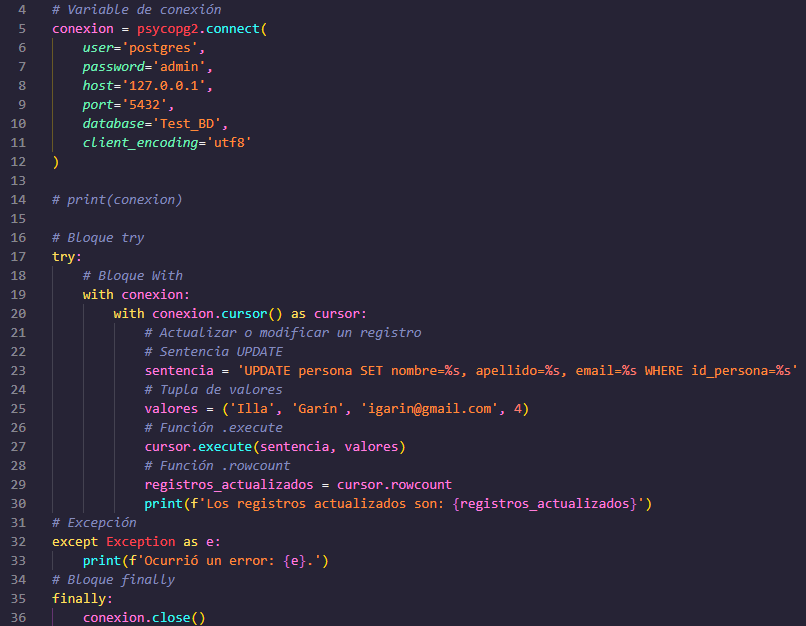 4 # Variable de conexión
5 conexion = psycopg2.connect(
6 user='postgres',
7 password='admin',
8 host='127.0.0.1',
9 port='5432',
10 database='Test_BD',
11 client_encoding='utf8'
12 )
13
14 # print(conexion)
15
16 # Bloque try
17 try:
18 # Bloque With
19 with conexion:
20 with conexion.cursor() as cursor:
21 # Actualizar o modificar un registro
22 # Sentencia UPDATE
23 sentencia = 'UPDATE persona SET nombre=%s, apellido=%s, email=%s WHERE id_persona=%s'
24 # Tupla de valores
25 valores = ('Illa', 'Garín', 'igarin@gmail.com', 4)
26 # Función .execute
27 cursor.execute(sentencia, valores)
28 # Función .rowcount
29 registros_actualizados = cursor.rowcount
30 print(f'Los registros actualizados son: {registros_actualizados}')
31 # Excepción
32 except Exception as e:
33 print(f'Ocurrió un error: {e}.')
34 # Bloque finally
35 finally:
36 conexion.close()